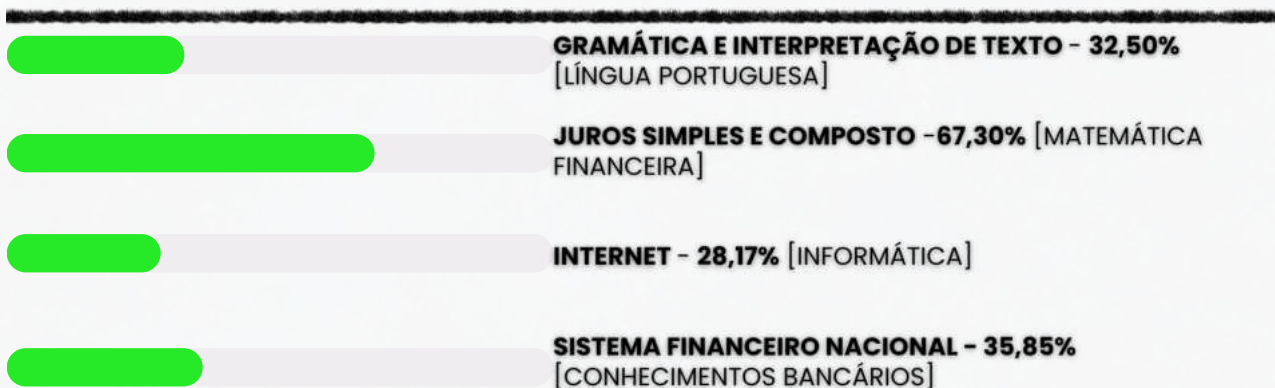 GRAMÁTICA E INTERPRETAÇÃO DE TEXTO - 32,50%
[LÍNGUA PORTUGUESA]
JUROS SIMPLES E COMPOSTO -67,30% [MATEMÁTICA
FINANCEIRA]
INTERNET - 28,17% [INFORMÁTICA]
SISTEMA FINANCEIRO NACIONAL - 35,85%
[CONHECIMENTOS BANCÁRIOS]